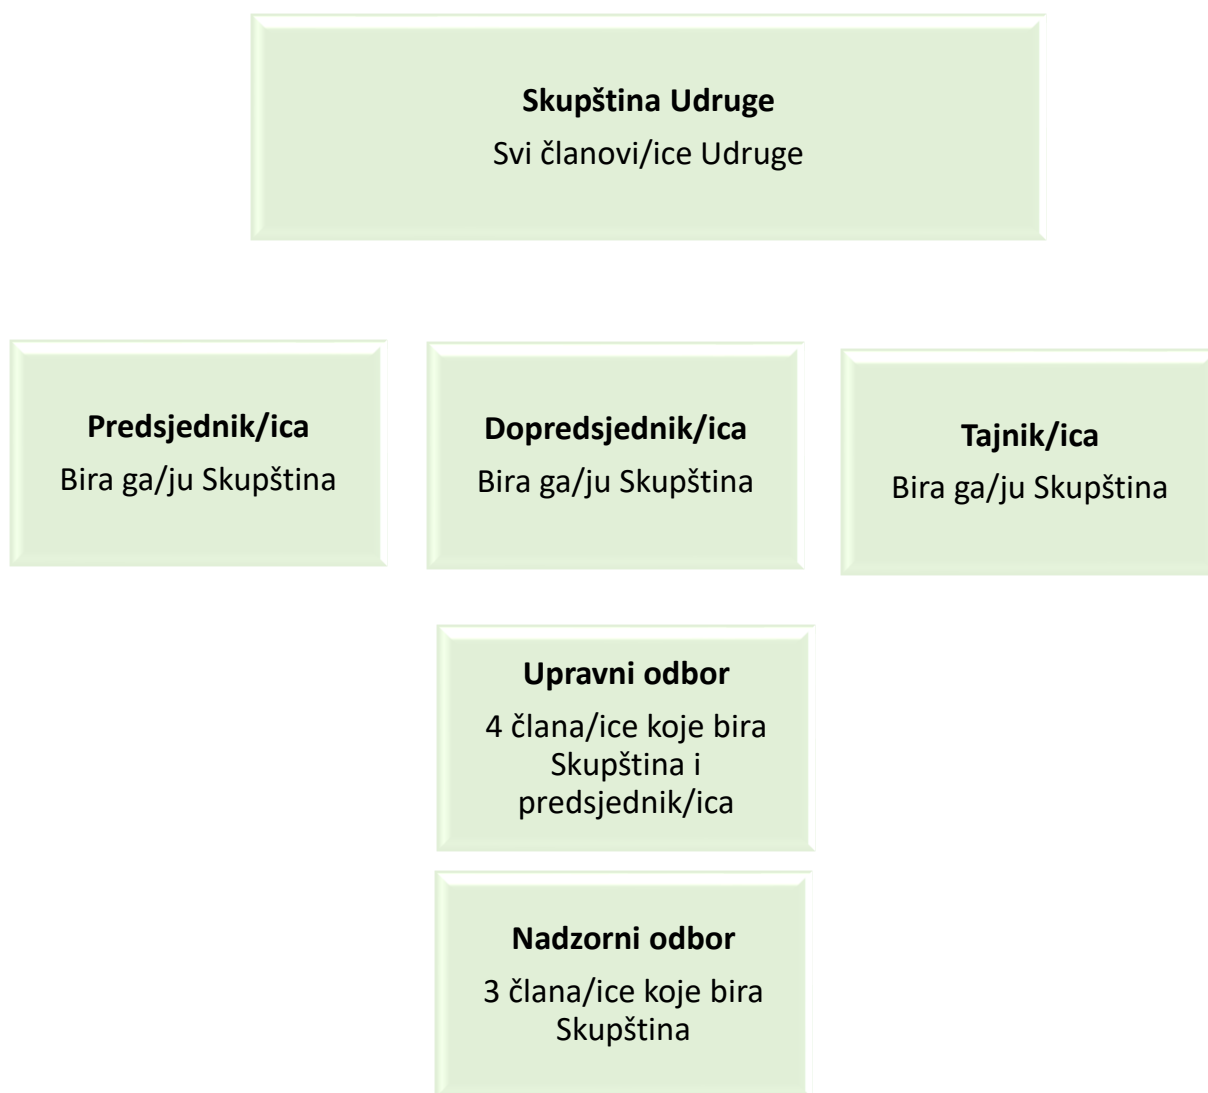 Skupština Udruge
Svi članovi/ice Udruge
Predsjednik/ica
Bira ga/ju Skupština
Dopredsjednik/ica
Bira ga/ju Skupština
Tajnik/ica
Bira ga/ju Skupština
Upravni odbor
4 člana/ice koje bira
Skupština i
predsjednik/ica
Nadzorni odbor
3 člana/ice koje bira
Skupština